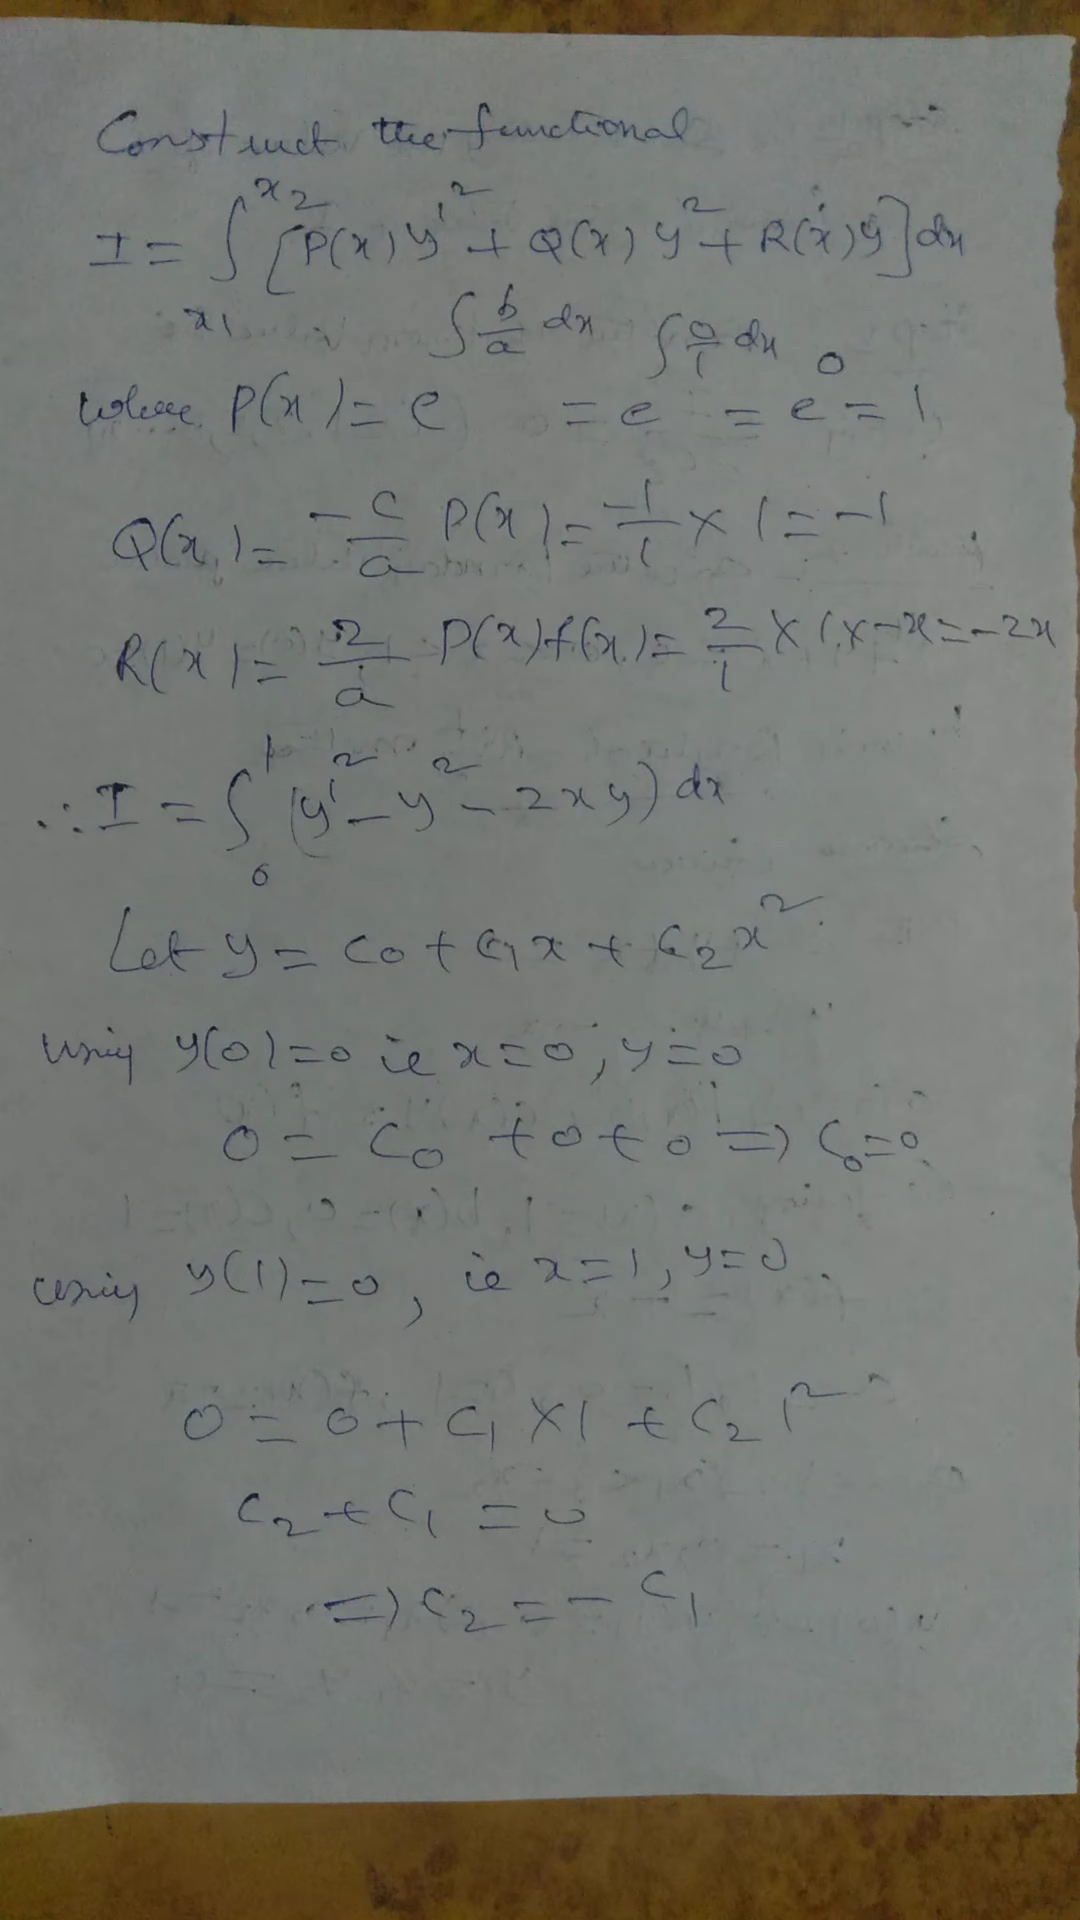 Construct the functional
I = ∫_{x1}^{x2} [P(x) y'^2 + Q(x) y^2 + R(x) y] dx
where P(x) = e^{∫ b/a dx} = e^{∫ 0/1 dx} = e^0 = 1
Q(x) = -c/a P(x) = -1/1 × 1 = -1
R(x) = 2/a P(x) f(x) = 2/1 × 1 × -x = -2x
∴ I = ∫_0^1 (y'^2 - y^2 - 2xy) dx
Let y = c0 + c1 x + c2 x^2
using y(0) = 0 ie x = 0, y = 0
0 = c0 + 0 + 0 => c0 = 0
using y(1) = 0, ie x = 1, y = 0
0 = 0 + c1 × 1 + c2 1^2
c2 + c1 = 0
=> c2 = - c1